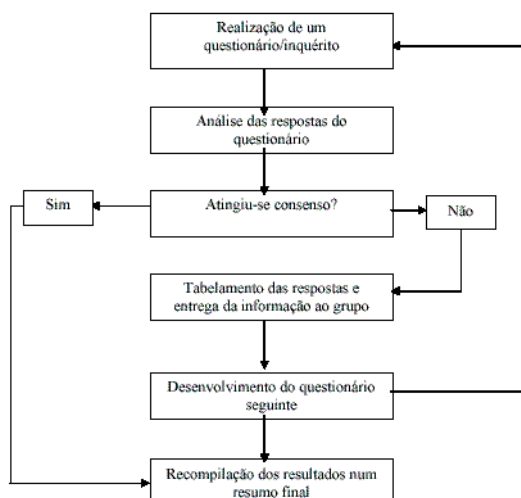 Realização de um
questionário/inquérito
Análise das respostas do
questionário
Sim
Atingiu-se consenso?
Não
Tabelamento das respostas e
entrega da informação ao grupo
Desenvolvimento do questionário
seguinte
Recompilação dos resultados num
resumo final